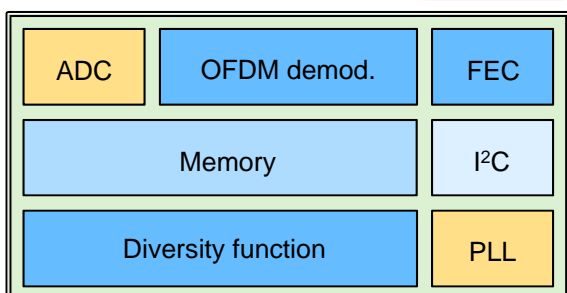 ADC
OFDM demod.
FEC
Memory
I²C
Diversity function
PLL